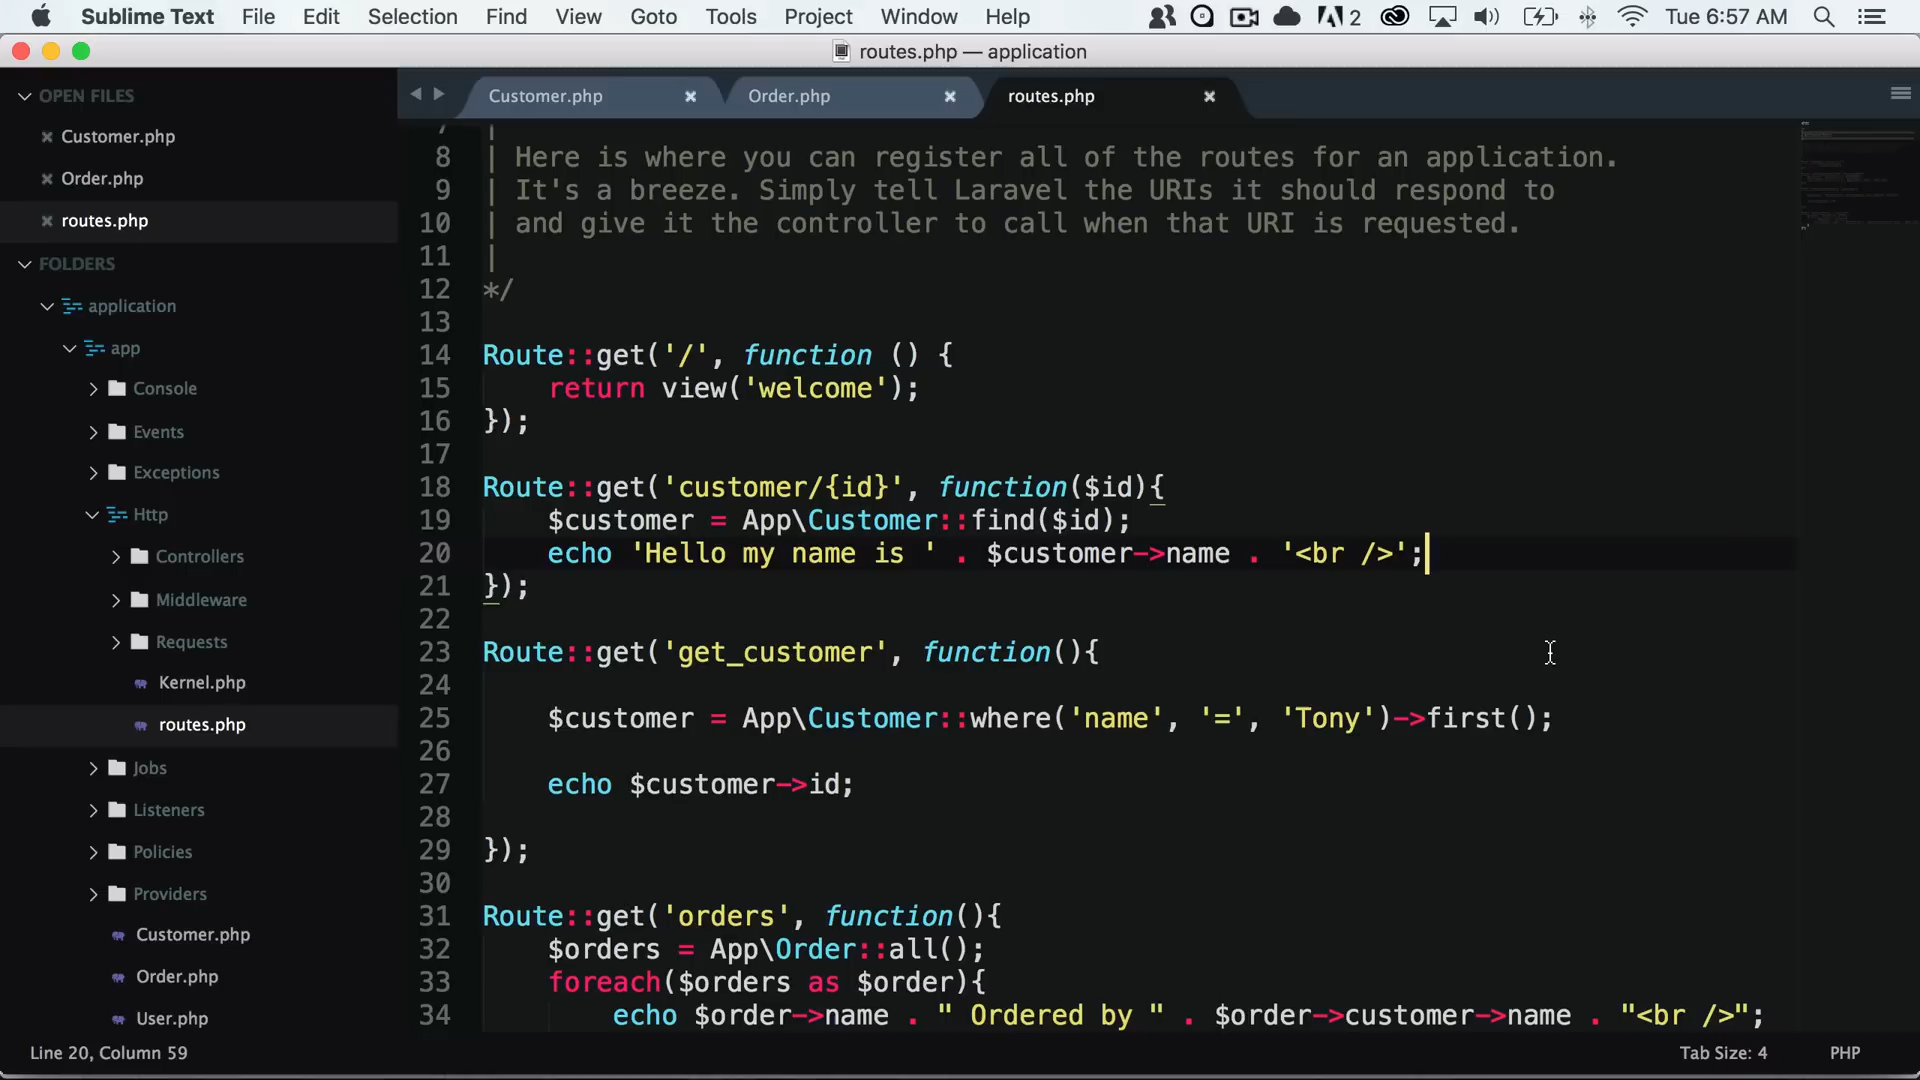 Sublime Text File Edit Selection Find View Goto Tools Project Window Help 2 Tue 6:57 AM
routes.php — application
OPEN FILES
Customer.php
Order.php
routes.php
FOLDERS
application
app
Console
Events
Exceptions
Http
Controllers
Middleware
Requests
Kernel.php
routes.php
Jobs
Listeners
Policies
Providers
Customer.php
Order.php
User.php
Customer.php Order.php routes.php
7 |
8 | Here is where you can register all of the routes for an application.
9 | It's a breeze. Simply tell Laravel the URIs it should respond to
10 | and give it the controller to call when that URI is requested.
11 |
12 */
13
14 Route::get('/', function () {
15 return view('welcome');
16 });
17
18 Route::get('customer/{id}', function($id){
19 $customer = App\Customer::find($id);
20 echo 'Hello my name is ' . $customer->name . '<br />';
21 });
22
23 Route::get('get_customer', function(){
24
25 $customer = App\Customer::where('name', '=', 'Tony')->first();
26
27 echo $customer->id;
28
29 });
30
31 Route::get('orders', function(){
32 $orders = App\Order::all();
33 foreach($orders as $order){
34 echo $order->name . " Ordered by " . $order->customer->name . "<br />";
Line 20, Column 59 Tab Size: 4 PHP